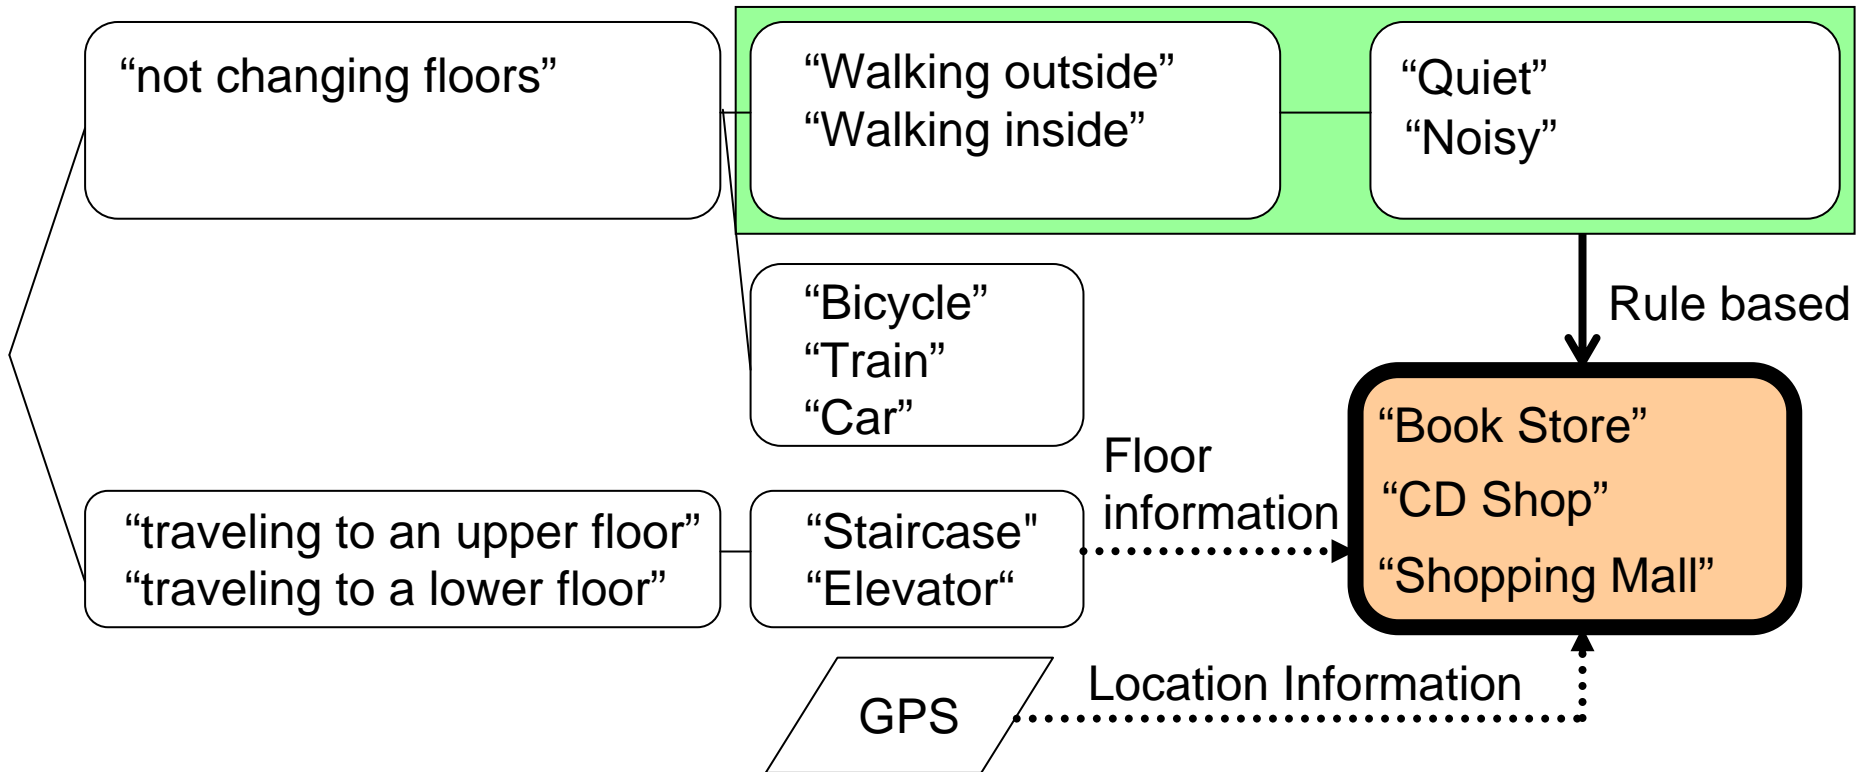 “not changing floors”
“Walking outside”
“Walking inside”
“Quiet”
“Noisy”
“Bicycle”
“Train”
“Car”
Rule based
“traveling to an upper floor”
“traveling to a lower floor”
“Staircase"
“Elevator“
Floor
information
“Book Store”
“CD Shop”
“Shopping Mall”
GPS
Location Information